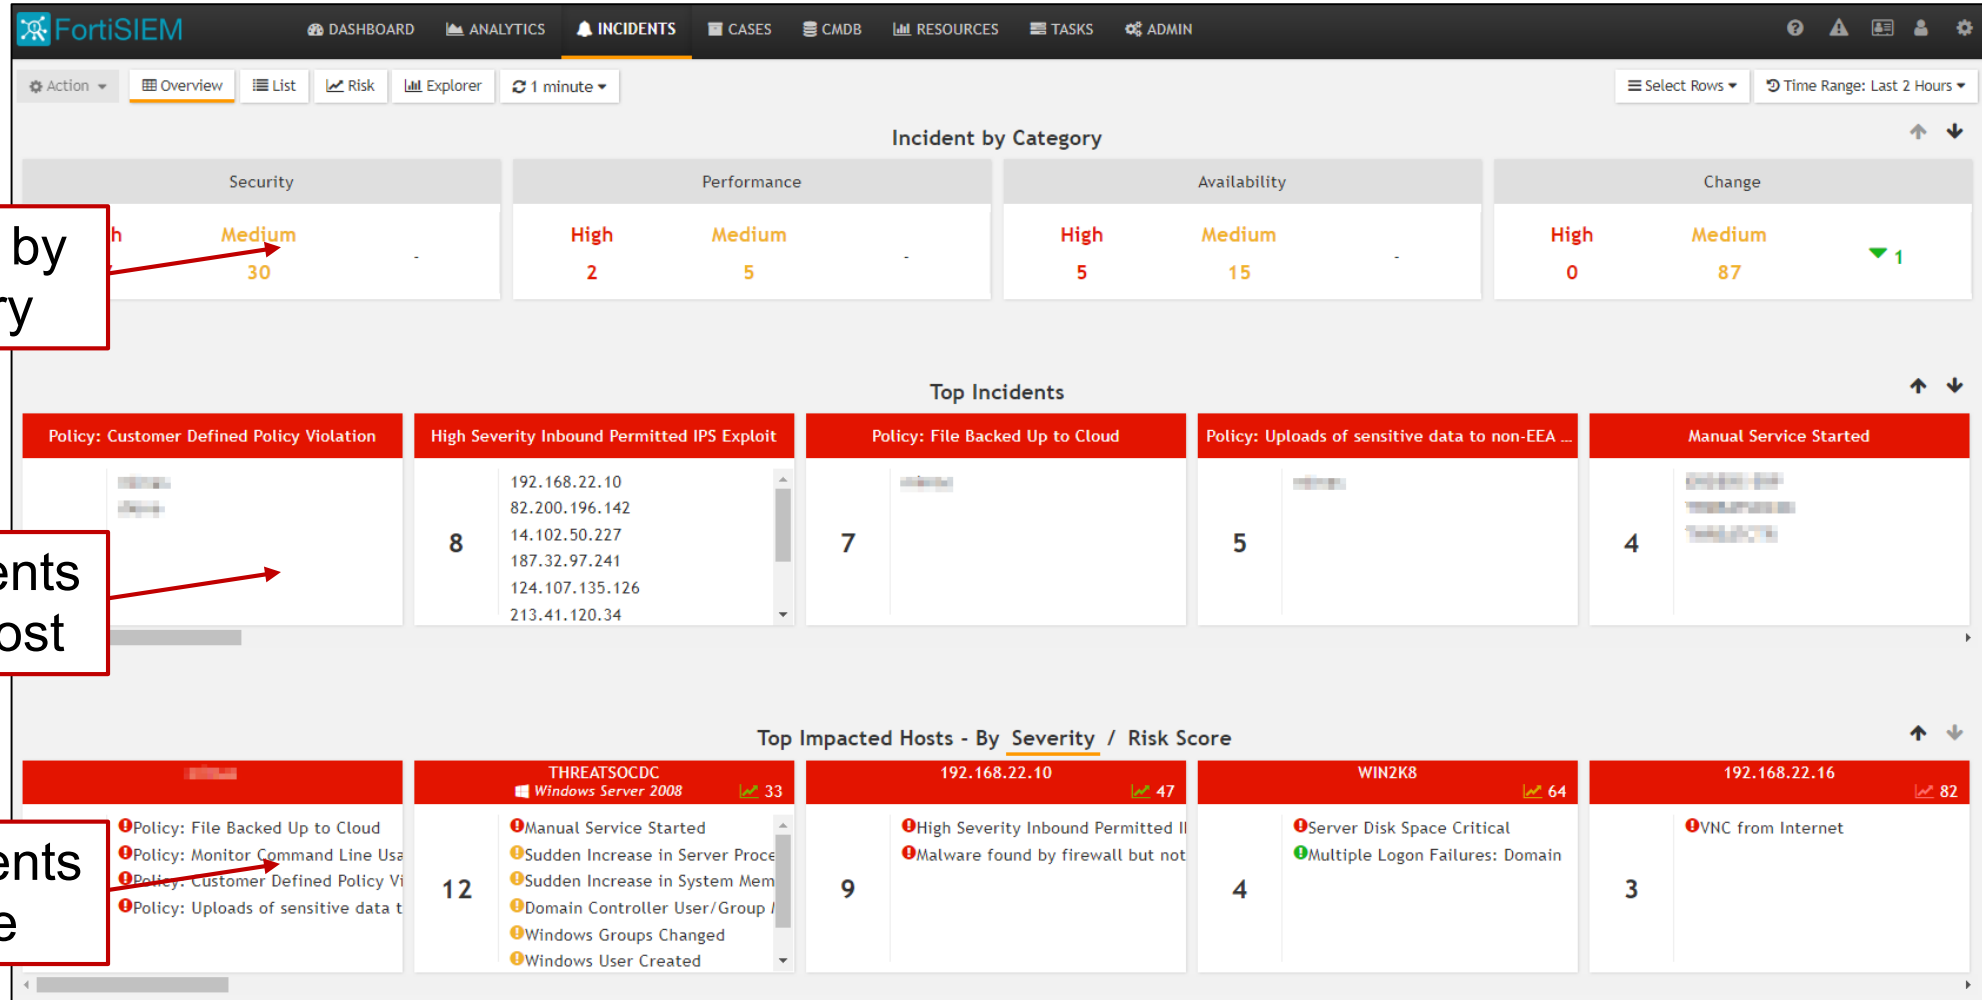 FortiSIEM DASHBOARD ANALYTICS INCIDENTS CASES CMDB RESOURCES TASKS ADMIN
Action Overview List Risk Explorer 1 minute Select Rows Time Range: Last 2 Hours
Incident by Category
Security Performance Availability Change
h Medium High Medium High Medium High Medium
30 - 2 5 - 5 15 - 0 87 1
by
ry
Top Incidents
Policy: Customer Defined Policy Violation
High Severity Inbound Permitted IPS Exploit
8
192.168.22.10
82.200.196.142
14.102.50.227
187.32.97.241
124.107.135.126
213.41.120.34
Policy: File Backed Up to Cloud
7
Policy: Uploads of sensitive data to non-EEA ...
5
Manual Service Started
4
ents
ost
Top Impacted Hosts - By Severity / Risk Score
Policy: File Backed Up to Cloud
Policy: Monitor Command Line Usa
Policy: Customer Defined Policy Vi
Policy: Uploads of sensitive data t
THREATSOCDC
Windows Server 2008 33
12
Manual Service Started
Sudden Increase in Server Proce
Sudden Increase in System Mem
Domain Controller User/Group
Windows Groups Changed
Windows User Created
192.168.22.10
47
9
High Severity Inbound Permitted
Malware found by firewall but not
WIN2K8
64
4
Server Disk Space Critical
Multiple Logon Failures: Domain
192.168.22.16
82
3
VNC from Internet
ents
e